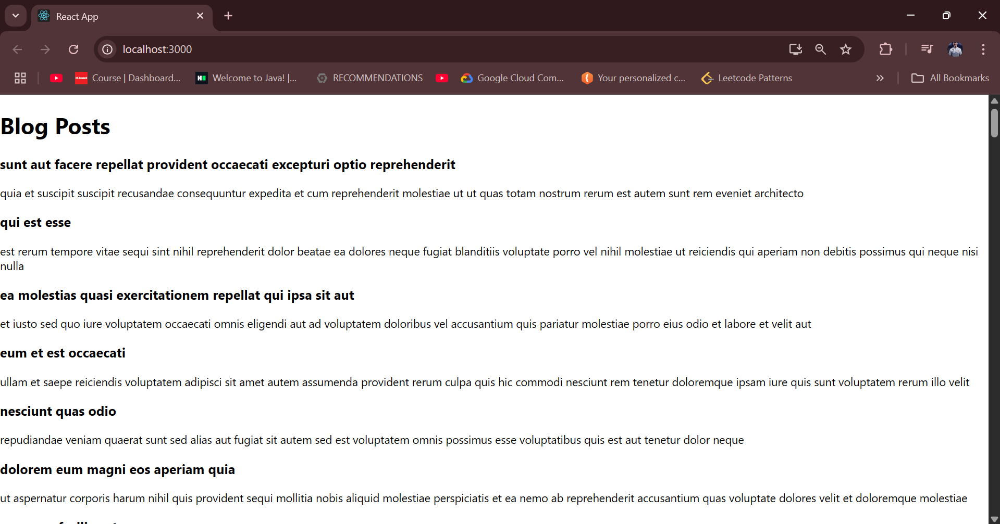 React App
localhost:3000
Course | Dashboard...
Welcome to Java! |...
RECOMMENDATIONS
Google Cloud Com...
Your personalized c...
Leetcode Patterns
All Bookmarks
Blog Posts
sunt aut facere repellat provident occaecati excepturi optio reprehenderit
quia et suscipit suscipit recusandae consequuntur expedita et cum reprehenderit molestiae ut ut quas totam nostrum rerum est autem sunt rem eveniet architecto
qui est esse
est rerum tempore vitae sequi sint nihil reprehenderit dolor beatae ea dolores neque fugiat blanditiis voluptate porro vel nihil molestiae ut reiciendis qui aperiam non debitis possimus qui neque nisi
nulla
ea molestias quasi exercitationem repellat qui ipsa sit aut
et iusto sed quo iure voluptatem occaecati omnis eligendi aut ad voluptatem doloribus vel accusantium quis pariatur molestiae porro eius odio et labore et velit aut
eum et est occaecati
ullam et saepe reiciendis voluptatem adipisci sit amet autem assumenda provident rerum culpa quis hic commodi nesciunt rem tenetur doloremque ipsam iure quis sunt voluptatem rerum illo velit
nesciunt quas odio
repudiandae veniam quaerat sunt sed alias aut fugiat sit autem sed est voluptatem omnis possimus esse voluptatibus quis est aut tenetur dolor neque
dolorem eum magni eos aperiam quia
ut aspernatur corporis harum nihil quis provident sequi mollitia nobis aliquid molestiae perspiciatis et ea nemo ab reprehenderit accusantium quas voluptate dolores velit et doloremque molestiae